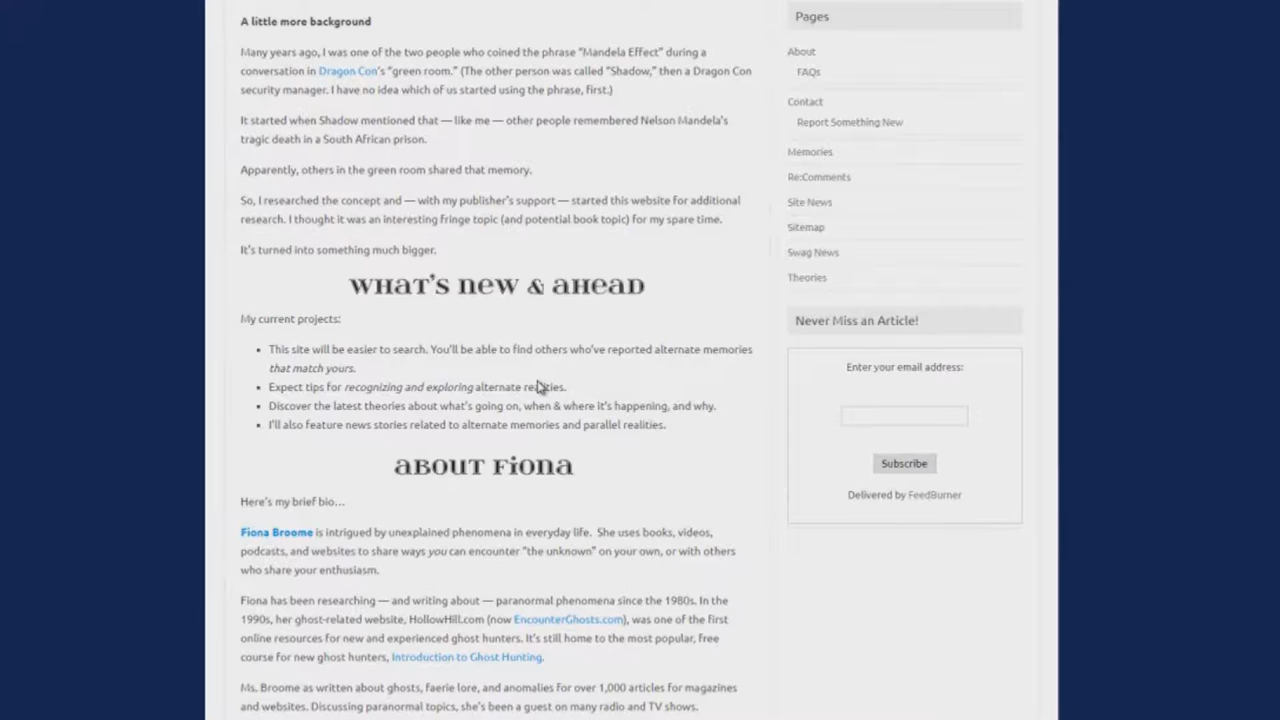 A little more background
Many years ago, I was one of the two people who coined the phrase “Mandela Effect” during a
conversation in Dragon Con’s “green room.” (The other person was called “Shadow,” then a Dragon Con
security manager. I have no idea which of us started using the phrase, first.)
It started when Shadow mentioned that — like me — other people remembered Nelson Mandela’s
tragic death in a South African prison.
Apparently, others in the green room shared that memory.
So, I researched the concept and — with my publisher’s support — started this website for additional
research. I thought it was an interesting fringe topic (and potential book topic) for my spare time.
It’s turned into something much bigger.
What’s New & Ahead
My current projects:
• This site will be easier to search. You’ll be able to find others who’ve reported alternate memories
that match yours.
• Expect tips for recognizing and exploring alternate realities.
• Discover the latest theories about what’s going on, when & where it’s happening, and why.
• I’ll also feature news stories related to alternate memories and parallel realities.
About Fiona
Here’s my brief bio…
Fiona Broome is intrigued by unexplained phenomena in everyday life. She uses books, videos,
podcasts, and websites to share ways you can encounter “the unknown” on your own, or with others
who share your enthusiasm.
Fiona has been researching — and writing about — paranormal phenomena since the 1980s. In the
1990s, her ghost-related website, HollowHill.com (now EncounterGhosts.com), was one of the first
online resources for new and experienced ghost hunters. It’s still home to the most popular, free
course for new ghost hunters, Introduction to Ghost Hunting.
Ms. Broome as written about ghosts, faerie lore, and anomalies for over 1,000 articles for magazines
and websites. Discussing paranormal topics, she’s been a guest on many radio and TV shows.
Pages
About
FAQs
Contact
Report Something New
Memories
Re:Comments
Site News
Sitemap
Swag News
Theories
Never Miss an Article!
Enter your email address:
Subscribe
Delivered by FeedBurner